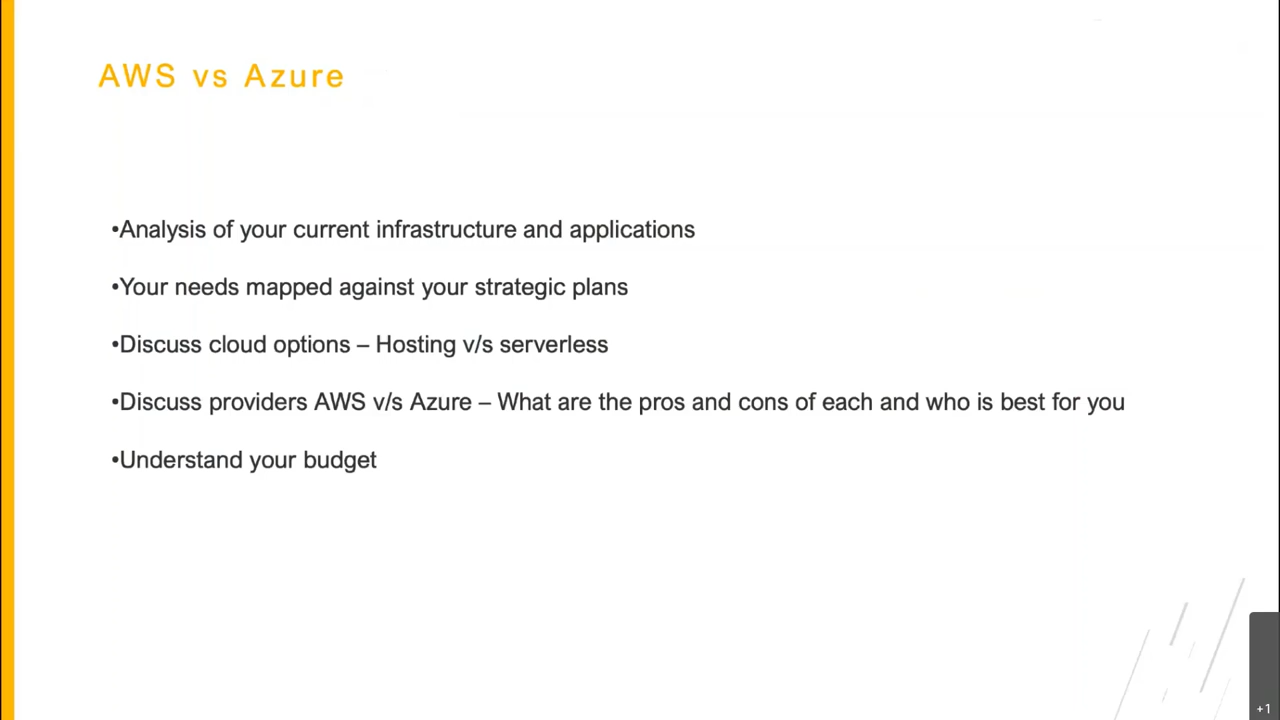 AWS vs Azure
•Analysis of your current infrastructure and applications
•Your needs mapped against your strategic plans
•Discuss cloud options – Hosting v/s serverless
•Discuss providers AWS v/s Azure – What are the pros and cons of each and who is best for you
•Understand your budget
+1